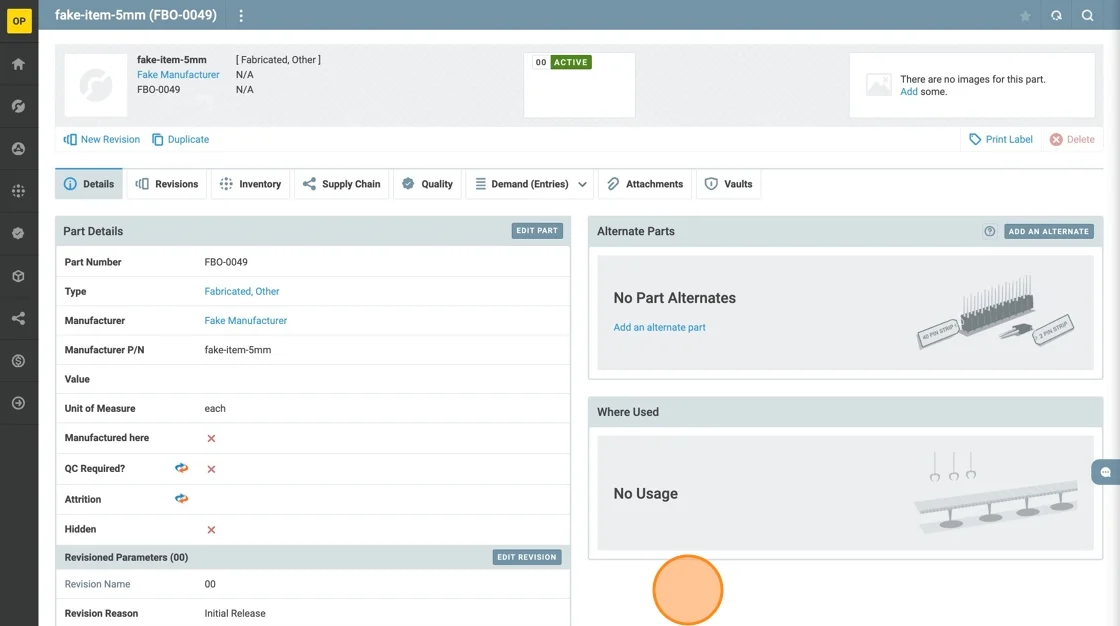 OP
fake-item-5mm (FBO-0049)
fake-item-5mm [ Fabricated, Other ]
Fake Manufacturer N/A
FBO-0049 N/A
00 ACTIVE
There are no images for this part.
Add some.
New Revision Duplicate Print Label Delete
Details Revisions Inventory Supply Chain Quality Demand (Entries) Attachments Vaults
Part Details EDIT PART
Part Number FBO-0049
Type Fabricated, Other
Manufacturer Fake Manufacturer
Manufacturer P/N fake-item-5mm
Value
Unit of Measure each
Manufactured here
QC Required?
Attrition
Hidden
Revisioned Parameters (00) EDIT REVISION
Revision Name 00
Revision Reason Initial Release
Alternate Parts ADD AN ALTERNATE
No Part Alternates
Add an alternate part
40 PIN STRIP
2 PIN STRIP
Where Used
No Usage